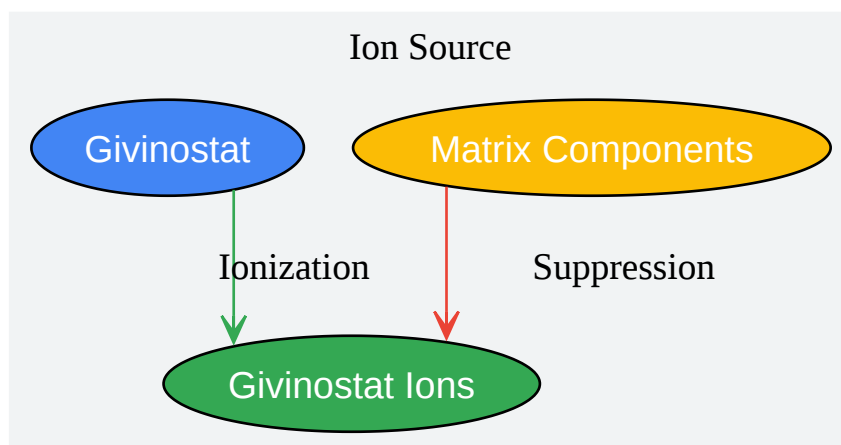 Ion Source
Givinostat
Matrix Components
Ionization
Suppression
Givinostat Ions